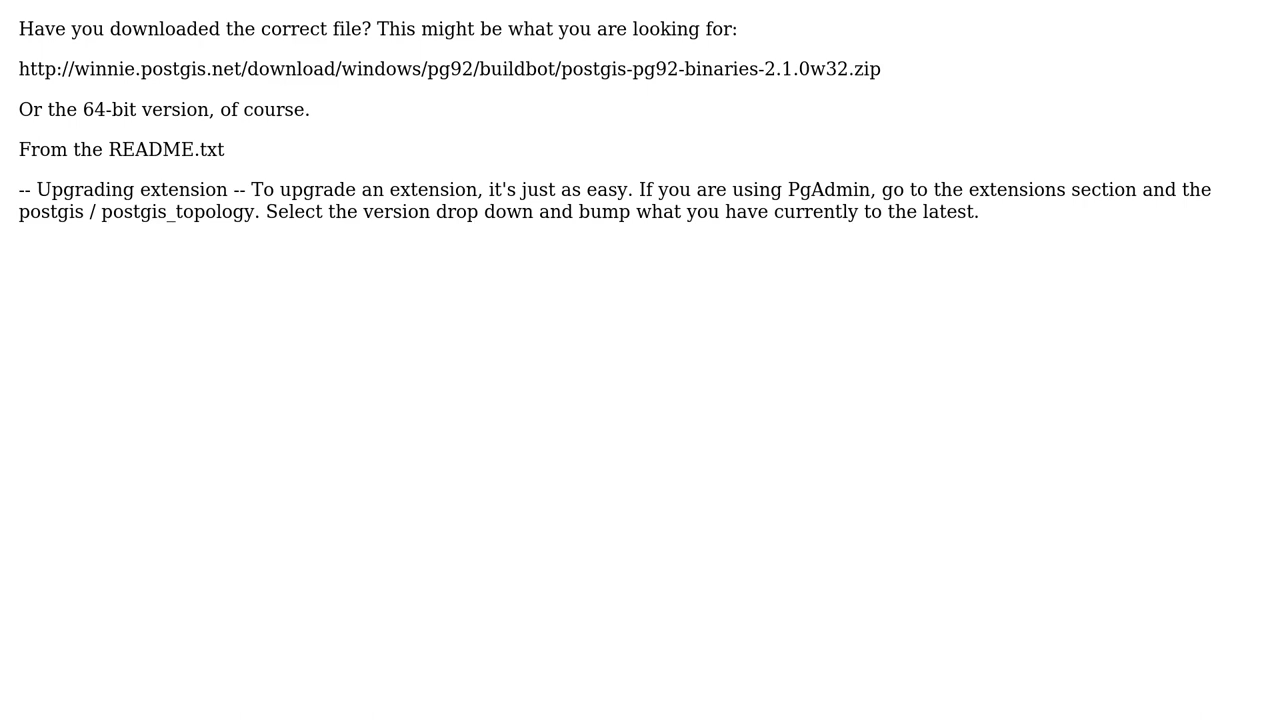 Have you downloaded the correct file? This might be what you are looking for:
http://winnie.postgis.net/download/windows/pg92/buildbot/postgis-pg92-binaries-2.1.0w32.zip
Or the 64-bit version, of course.
From the README.txt
-- Upgrading extension -- To upgrade an extension, it's just as easy. If you are using PgAdmin, go to the extensions section and the
postgis / postgis_topology. Select the version drop down and bump what you have currently to the latest.